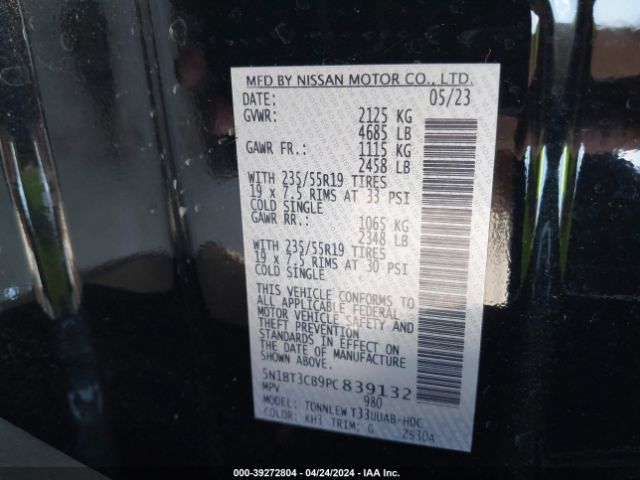 MFD BY NISSAN MOTOR CO., LTD.
DATE: 05/23
GVWR: 2125 KG
4685 LB
GAWR FR.: 1115 KG
2458 LB
WITH 235/55R19 TIRES
19 x 7.5 RIMS AT 33 PSI
COLD SINGLE
GAWR RR.: 1065 KG
2348 LB
WITH 235/55R19 TIRES
19 x 7.5 RIMS AT 30 PSI
COLD SINGLE
THIS VEHICLE CONFORMS TO
ALL APPLICABLE FEDERAL
MOTOR VEHICLE SAFETY AND
THEFT PREVENTION
STANDARDS IN EFFECT ON
THE DATE OF MANUFACTURE
SHOWN ABOVE.
5N1BT3CB9PC839132
MPV 980
MODEL: TDNNLEW T33UUAB-HDC
COLOR: KH3 TRIM: G 2530A
000-39272804 - 04/24/2024 - IAA Inc.